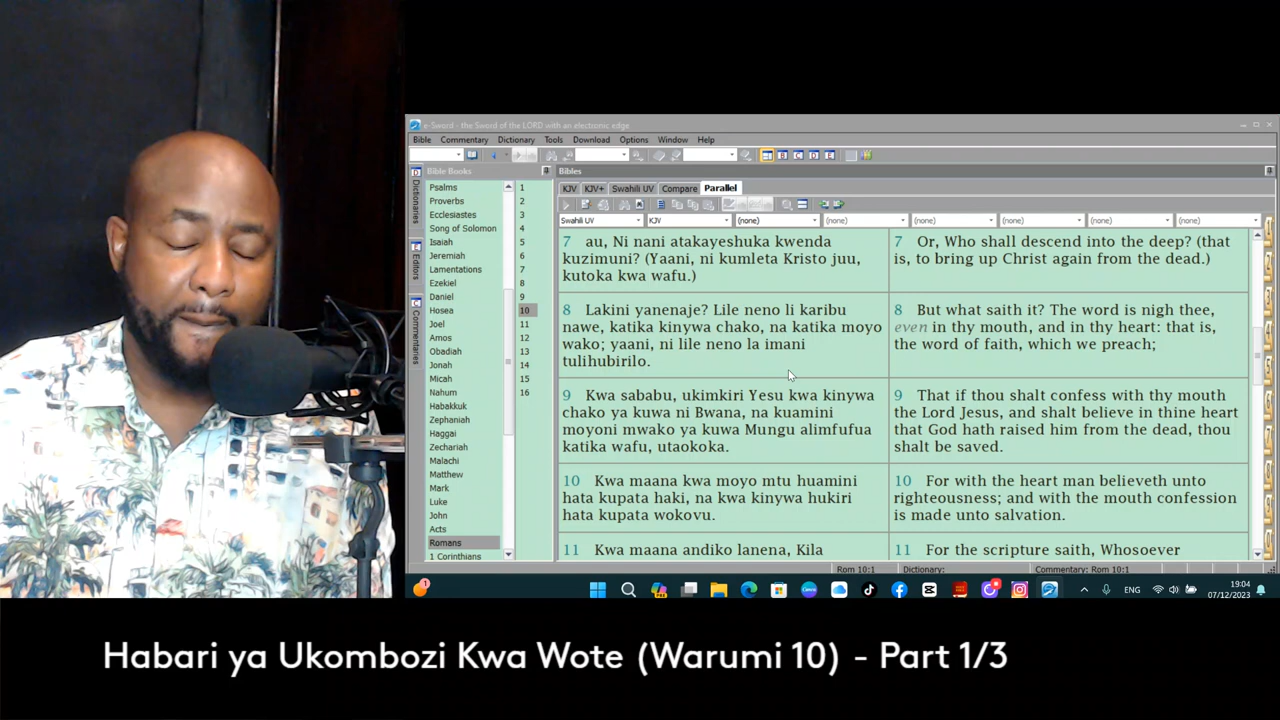 e-Sword - the Sword of the LORD with an electronic edge
Bible Commentary Dictionary Tools Download Options Window Help
Bible Books
Bibles
KJV KJV+ Swahili UV Compare Parallel
Swahili UV KJV (none) (none) (none) (none) (none) (none)
Dictionaries
Editors
Commentaries
Psalms
Proverbs
Ecclesiastes
Song of Solomon
Isaiah
Jeremiah
Lamentations
Ezekiel
Daniel
Hosea
Joel
Amos
Obadiah
Jonah
Micah
Nahum
Habakkuk
Zephaniah
Haggai
Zechariah
Malachi
Matthew
Mark
Luke
John
Acts
Romans
1 Corinthians
1
2
3
4
5
6
7
8
9
10
11
12
13
14
15
16
7 au, Ni nani atakayeshuka kwenda
kuzimuni? (Yaani, ni kumleta Kristo juu,
kutoka kwa wafu.)
7 Or, Who shall descend into the deep? (that
is, to bring up Christ again from the dead.)
8 Lakini yanenaje? Lile neno li karibu
nawe, katika kinywa chako, na katika moyo
wako; yaani, ni lile neno la imani
tulihubirilo.
8 But what saith it? The word is nigh thee,
even in thy mouth, and in thy heart: that is,
the word of faith, which we preach;
9 Kwa sababu, ukimkiri Yesu kwa kinywa
chako ya kuwa ni Bwana, na kuamini
moyoni mwako ya kuwa Mungu alimfufua
katika wafu, utaokoka.
9 That if thou shalt confess with thy mouth
the Lord Jesus, and shalt believe in thine heart
that God hath raised him from the dead, thou
shalt be saved.
10 Kwa maana kwa moyo mtu huamini
hata kupata haki, na kwa kinywa hukiri
hata kupata wokovu.
10 For with the heart man believeth unto
righteousness; and with the mouth confession
is made unto salvation.
11 Kwa maana andiko lanena, Kila
11 For the scripture saith, Whosoever
Rom 10:1 Dictionary: Commentary: Rom 10:1
ENG
19:04
07/12/2023
Habari ya Ukombozi Kwa Wote (Warumi 10) - Part 1/3